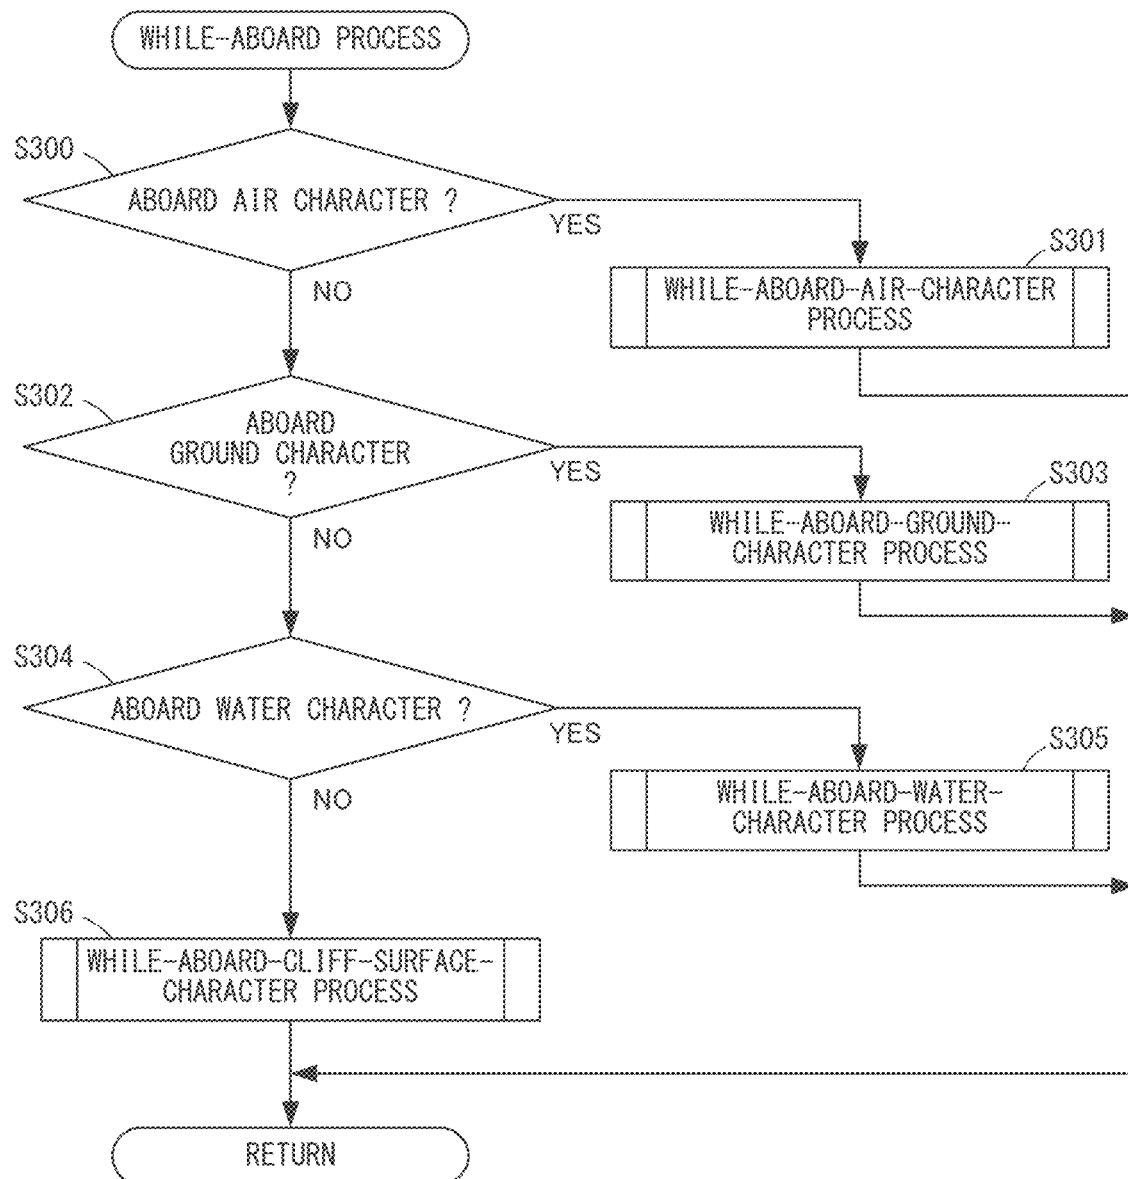 WHILE-ABOARD PROCESS
S300
ABOARD AIR CHARACTER ?
YES
NO
S301
WHILE-ABOARD-AIR-CHARACTER
PROCESS
S302
ABOARD
GROUND CHARACTER
?
YES
NO
S303
WHILE-ABOARD-GROUND-
CHARACTER PROCESS
S304
ABOARD WATER CHARACTER ?
YES
NO
S305
WHILE-ABOARD-WATER-
CHARACTER PROCESS
S306
WHILE-ABOARD-CLIFF-SURFACE-
CHARACTER PROCESS
RETURN